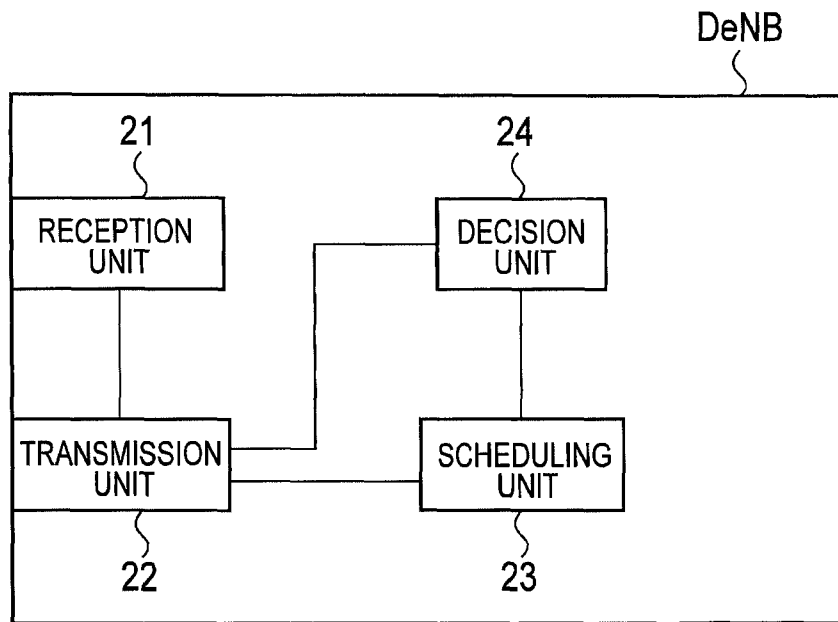 DeNB
21
24
RECEPTION
UNIT
DECISION
UNIT
TRANSMISSION
UNIT
SCHEDULING
UNIT
22
23